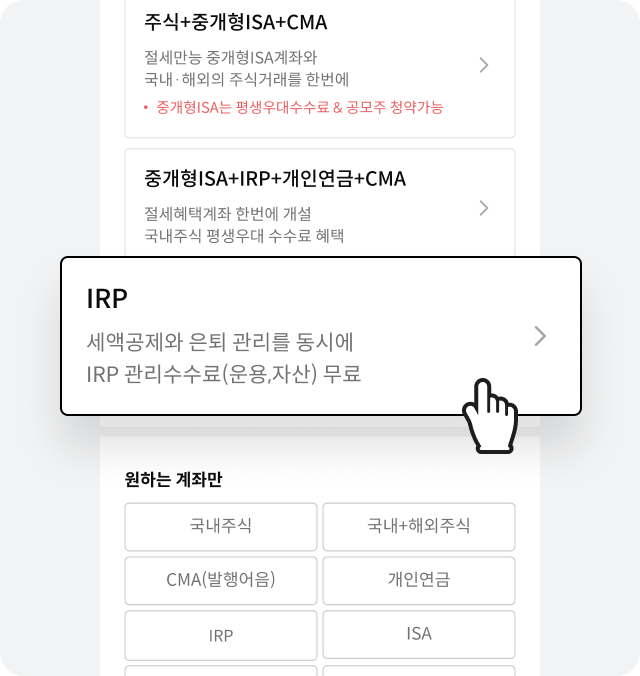 주식+중개형ISA+CMA
절세만능 중개형ISA계좌와
국내·해외의 주식거래를 한번에
• 중개형ISA는 평생우대수수료 & 공모주 청약가능
중개형ISA+IRP+개인연금+CMA
절세혜택계좌 한번에 개설
국내주식 평생우대 수수료 혜택
IRP
세액공제와 은퇴 관리를 동시에
IRP 관리수수료(운용,자산) 무료
원하는 계좌만
국내주식
국내+해외주식
CMA(발행어음)
개인연금
IRP
ISA